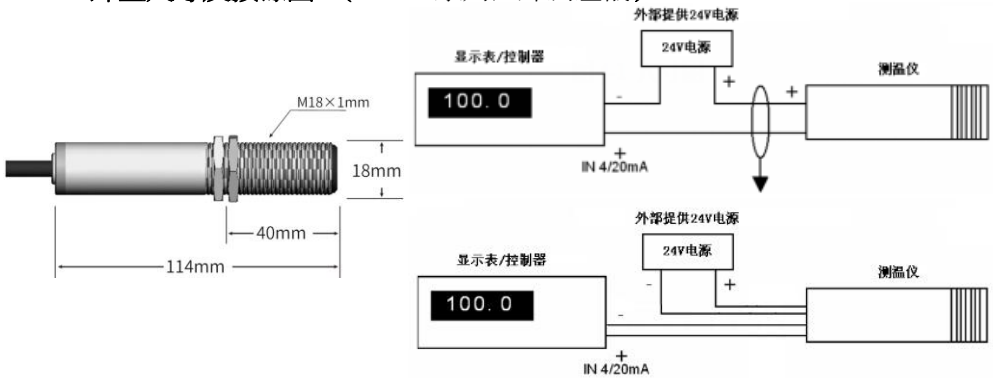 外部提供24V电源
24V电源
显示表/控制器
测温仪
100.0
-
+
+
+
IN 4/20mA
M18×1mm
18mm
40mm
114mm
外部提供24V电源
24V电源
显示表/控制器
测温仪
100.0
-
+
-
+
IN 4/20mA